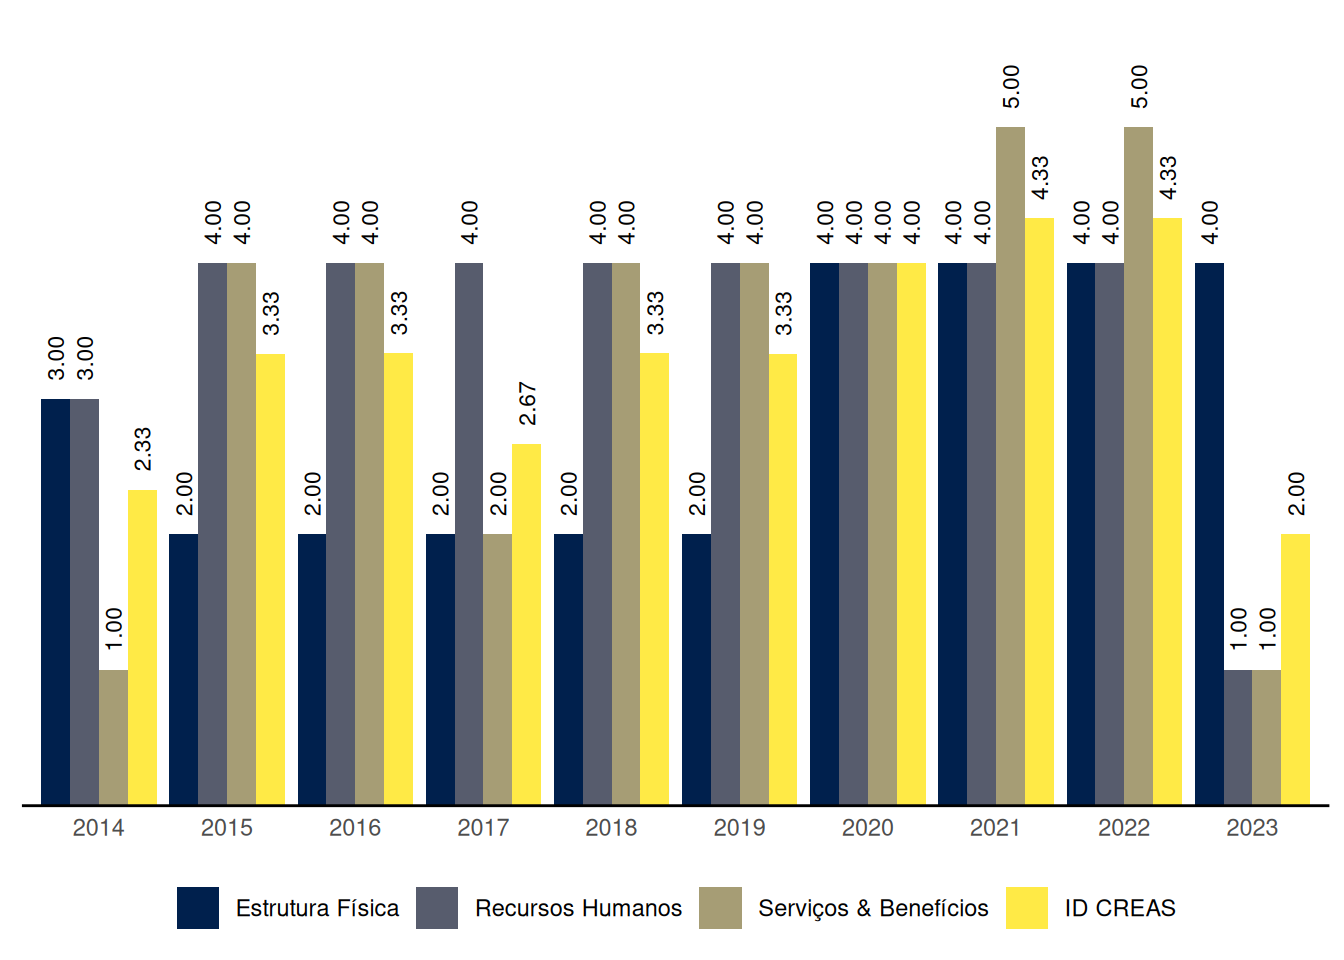 5.00 5.00
4.33 4.33
4.00 4.00 4.00 4.00 4.00 4.00 4.00 4.00 4.00 4.00 4.00 4.00 4.00 4.00 4.00 4.00 4.00 4.00
3.33 3.33 3.33 3.33
3.00 3.00
2.67
2.33
2.00 2.00 2.00 2.00 2.00 2.00 2.00
1.00 1.00 1.00
2014 2015 2016 2017 2018 2019 2020 2021 2022 2023
Estrutura Física Recursos Humanos Serviços & Benefícios ID CREAS